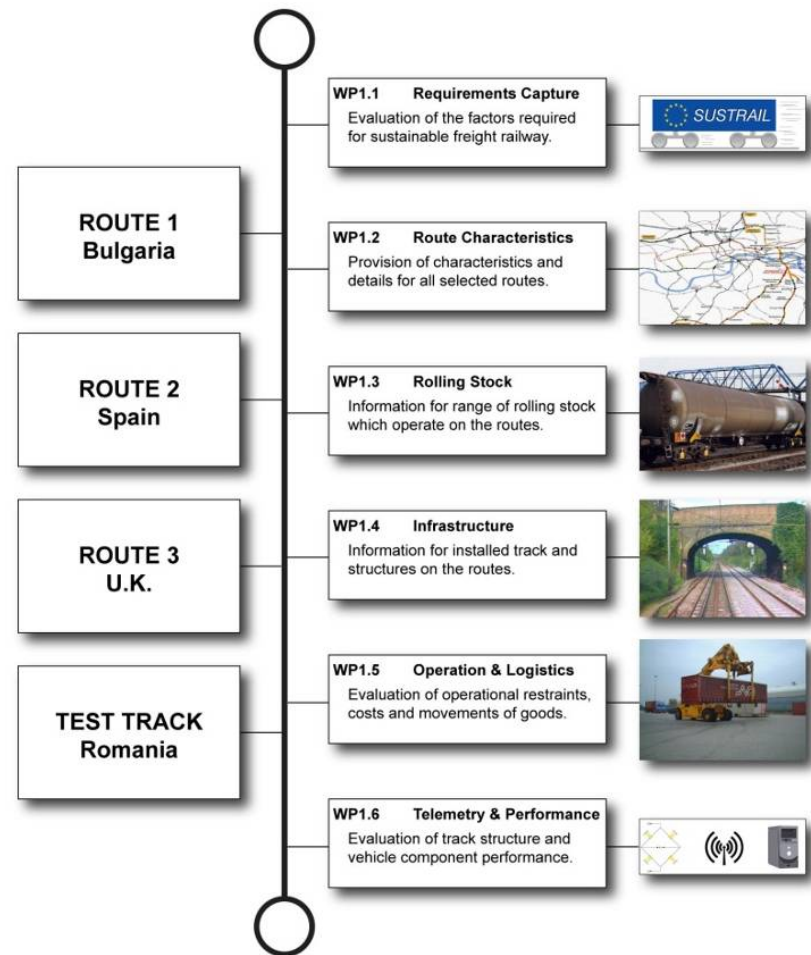 WP1.1 Requirements Capture
Evaluation of the factors required
for sustainable freight railway.
SUSTRAIL
ROUTE 1
Bulgaria
WP1.2 Route Characteristics
Provision of characteristics and
details for all selected routes.
ROUTE 2
Spain
WP1.3 Rolling Stock
Information for range of rolling stock
which operate on the routes.
ROUTE 3
U.K.
WP1.4 Infrastructure
Information for installed track and
structures on the routes.
TEST TRACK
Romania
WP1.5 Operation & Logistics
Evaluation of operational restraints,
costs and movements of goods.
WP1.6 Telemetry & Performance
Evaluation of track structure and
vehicle component performance.